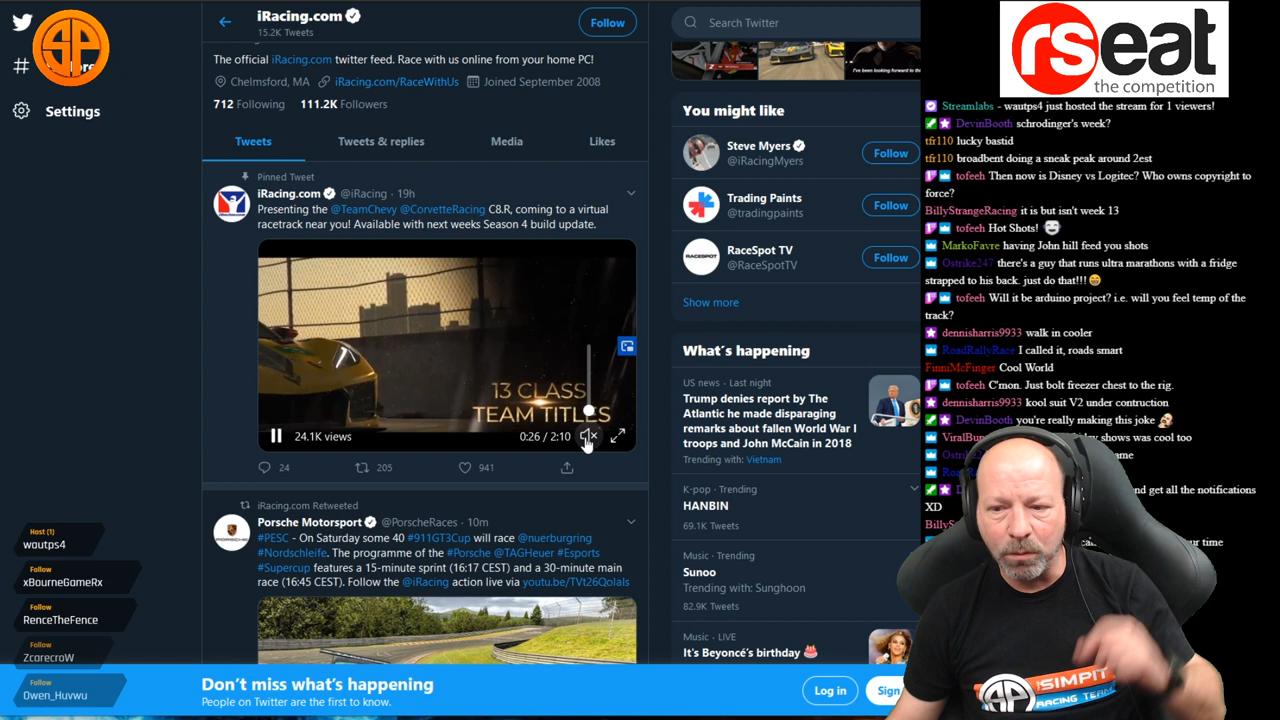 iRacing.com
15.2K Tweets
Follow
Search Twitter
Settings
The official iRacing.com twitter feed. Race with us online from your home PC!
Chelmsford, MA iRacing.com/RaceWithUs Joined September 2008
712 Following 111.2K Followers
Tweets Tweets & replies Media Likes
Pinned Tweet
iRacing.com @iRacing · 19h
Presenting the @TeamChevy @CorvetteRacing C8.R, coming to a virtual
racetrack near you! Available with next weeks Season 4 build update.
13 CLASS
TEAM TITLES
24.1K views 0:26 / 2:10
24 205 941
iRacing.com Retweeted
Porsche Motorsport @PorscheRaces · 10m
#PESC - On Saturday some 40 #911GT3Cup will race @nuerburgring
#Nordschleife. The programme of the #Porsche @TAGHeuer #Esports
#Supercup features a 15-minute sprint (16:17 CEST) and a 30-minute main
race (16:45 CEST). Follow the @iRacing action live via youtu.be/TVt26QoIaIs
You might like
Steve Myers
@iRacingMyers
Follow
Trading Paints
@tradingpaints
Follow
RaceSpot TV
@RaceSpotTV
Follow
Show more
What's happening
US news · Last night
Trump denies report by The
Atlantic he made disparaging
remarks about fallen World War I
troops and John McCain in 2018
Trending with: Vietnam
K-pop · Trending
HANBIN
69.1K Tweets
Music · Trending
Sunoo
Trending with: Sunghoon
82.9K Tweets
Music · LIVE
It's Beyoncé's birthday
Don't miss what's happening
People on Twitter are the first to know.
Log in
Sign
Host (1)
wautps4
Follow
xBourneGameRx
Follow
RenceTheFence
Follow
ZcarecroW
Follow
Owen_Huvwu
rseat
the competition
Streamlabs - wautps4 just hosted the stream for 1 viewers!
DevinBooth schrodinger's week?
tfr110 lucky bastid
tfr110 broadbent doing a sneak peak around 2est
tofeeh Then now is Disney vs Logitec? Who owns copyright to
force?
BillyStrangeRacing it is but isn't week 13
tofeeh Hot Shots!
MarkoFavre having John hill feed you shots
Ostrike247 there's a guy that runs ultra marathons with a fridge
strapped to his back. just do that!!!
tofeeh Will it be arduino project? i.e. will you feel temp of the
track?
dennisharris9933 walk in cooler
RoadRallyRace I called it, roads smart
FinniMcFinger Cool World
tofeeh C'mon. Just bolt freezer chest to the rig.
dennisharris9933 kool suit V2 under contruction
DevinBooth you're really making this joke
shows was cool too
and get all the notifications
XD
SIMPIT
RACING TEAM